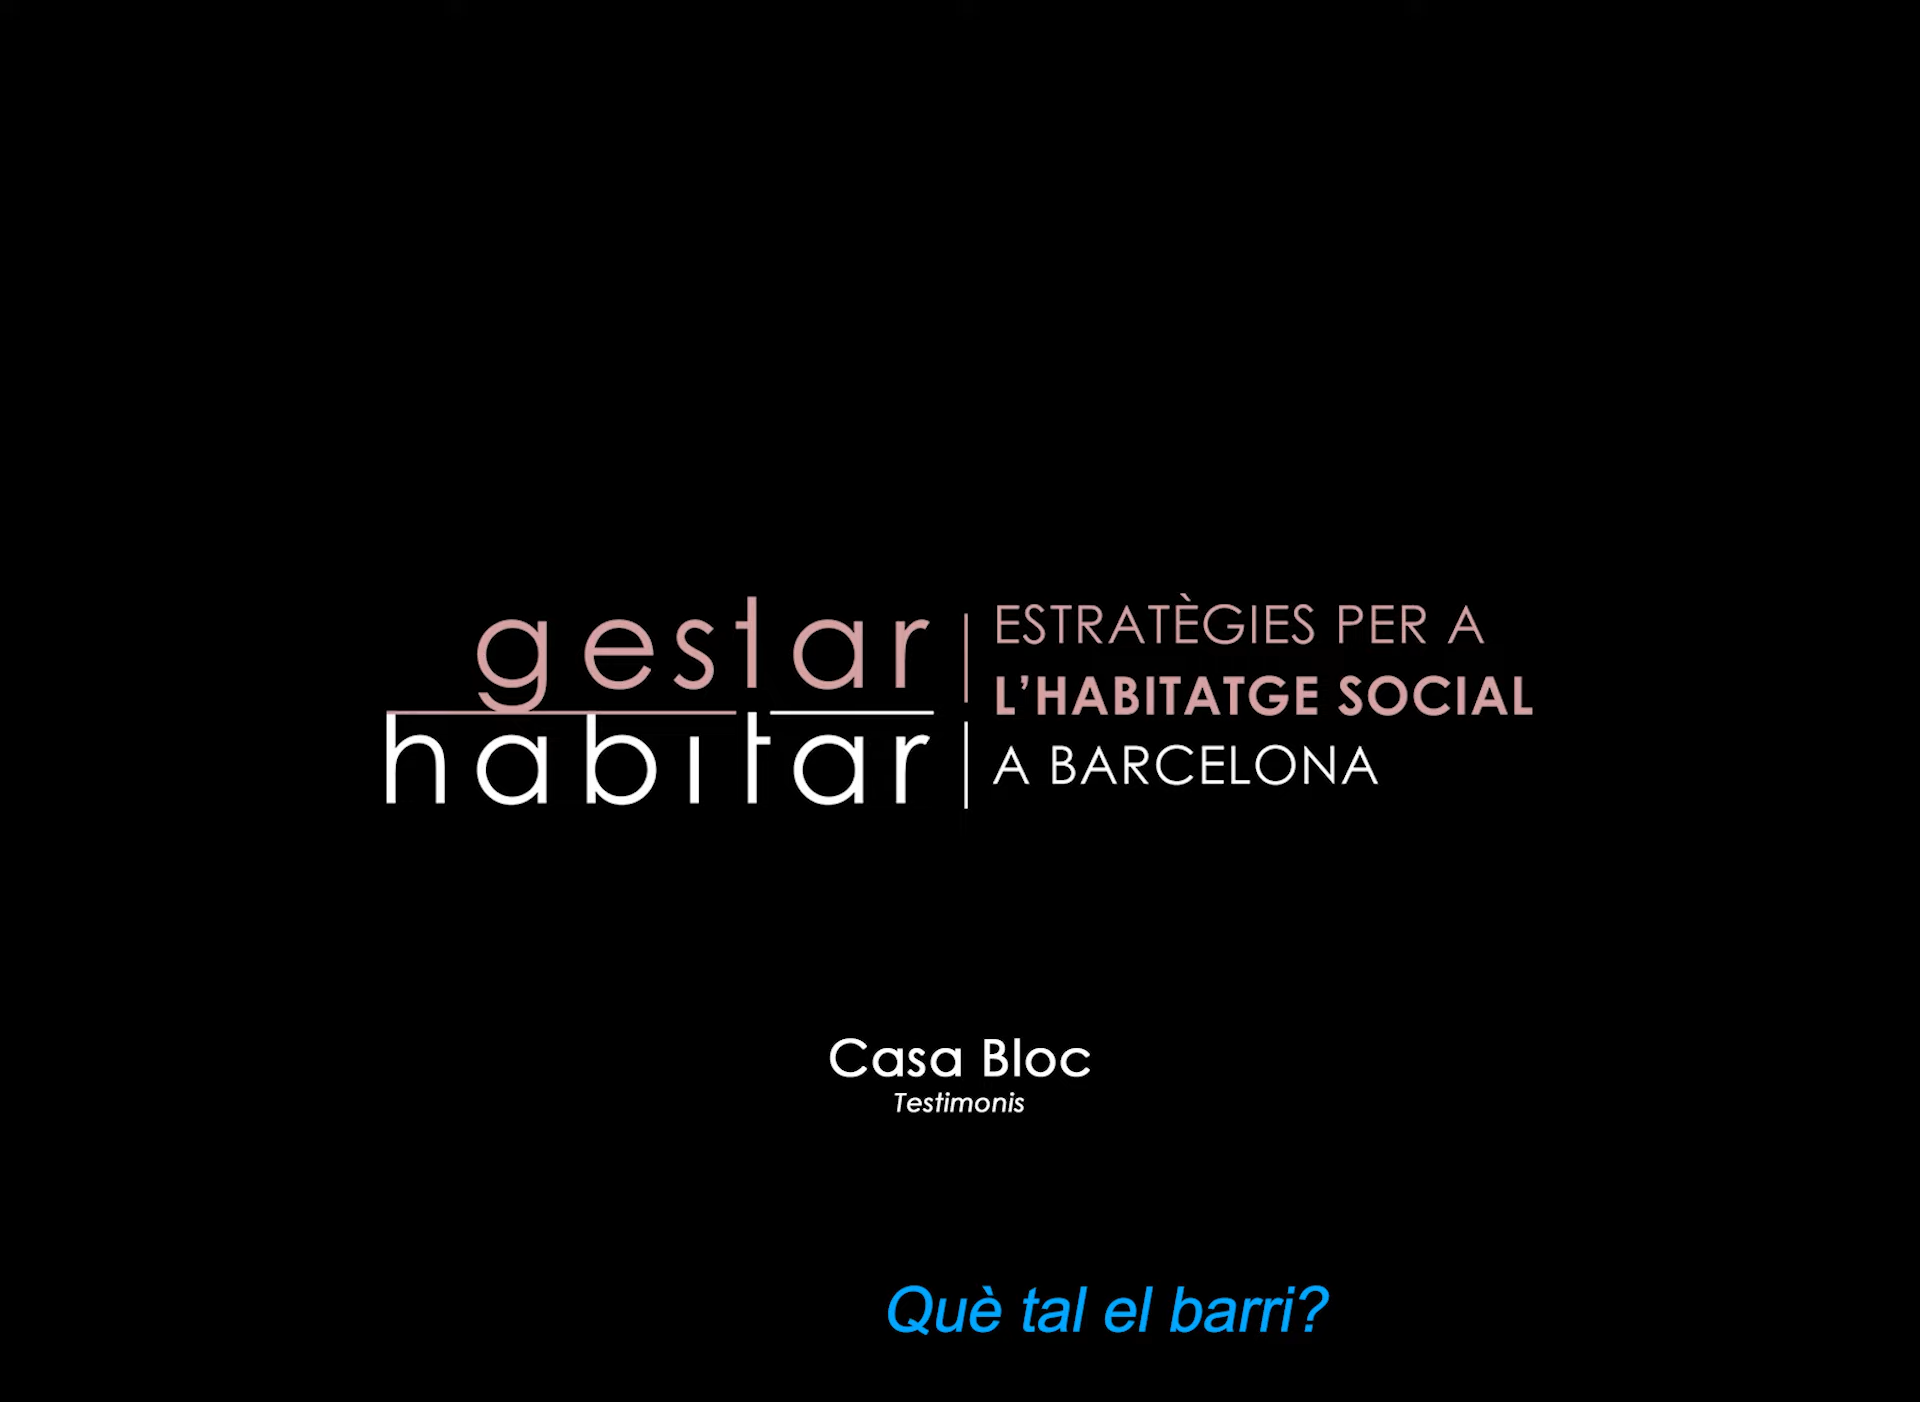 gestar
habitar
ESTRATÈGIES PER A
L’HABITATGE SOCIAL
A BARCELONA
Casa Bloc
Testimonis
Què tal el barri?